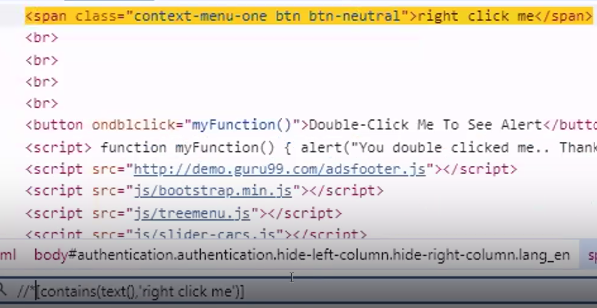 <span class="context-menu-one btn btn-neutral">right click me</span>
<br>
<br>
<br>
<br>
<button ondblclick="myFunction()">Double-Click Me To See Alert</butto
<script> function myFunction() { alert("You double clicked me.. Thank
<script src="http://demo.guru99.com/adsfooter.js"></script>
<script src="js/bootstrap.min.js"></script>
<script src="js/treemenu.js"></script>
<script src="js/slider-cars.js"></script>
ml body#authentication.authentication.hide-left-column.hide-right-column.lang_en sp
//*[contains(text(),'right click me')]